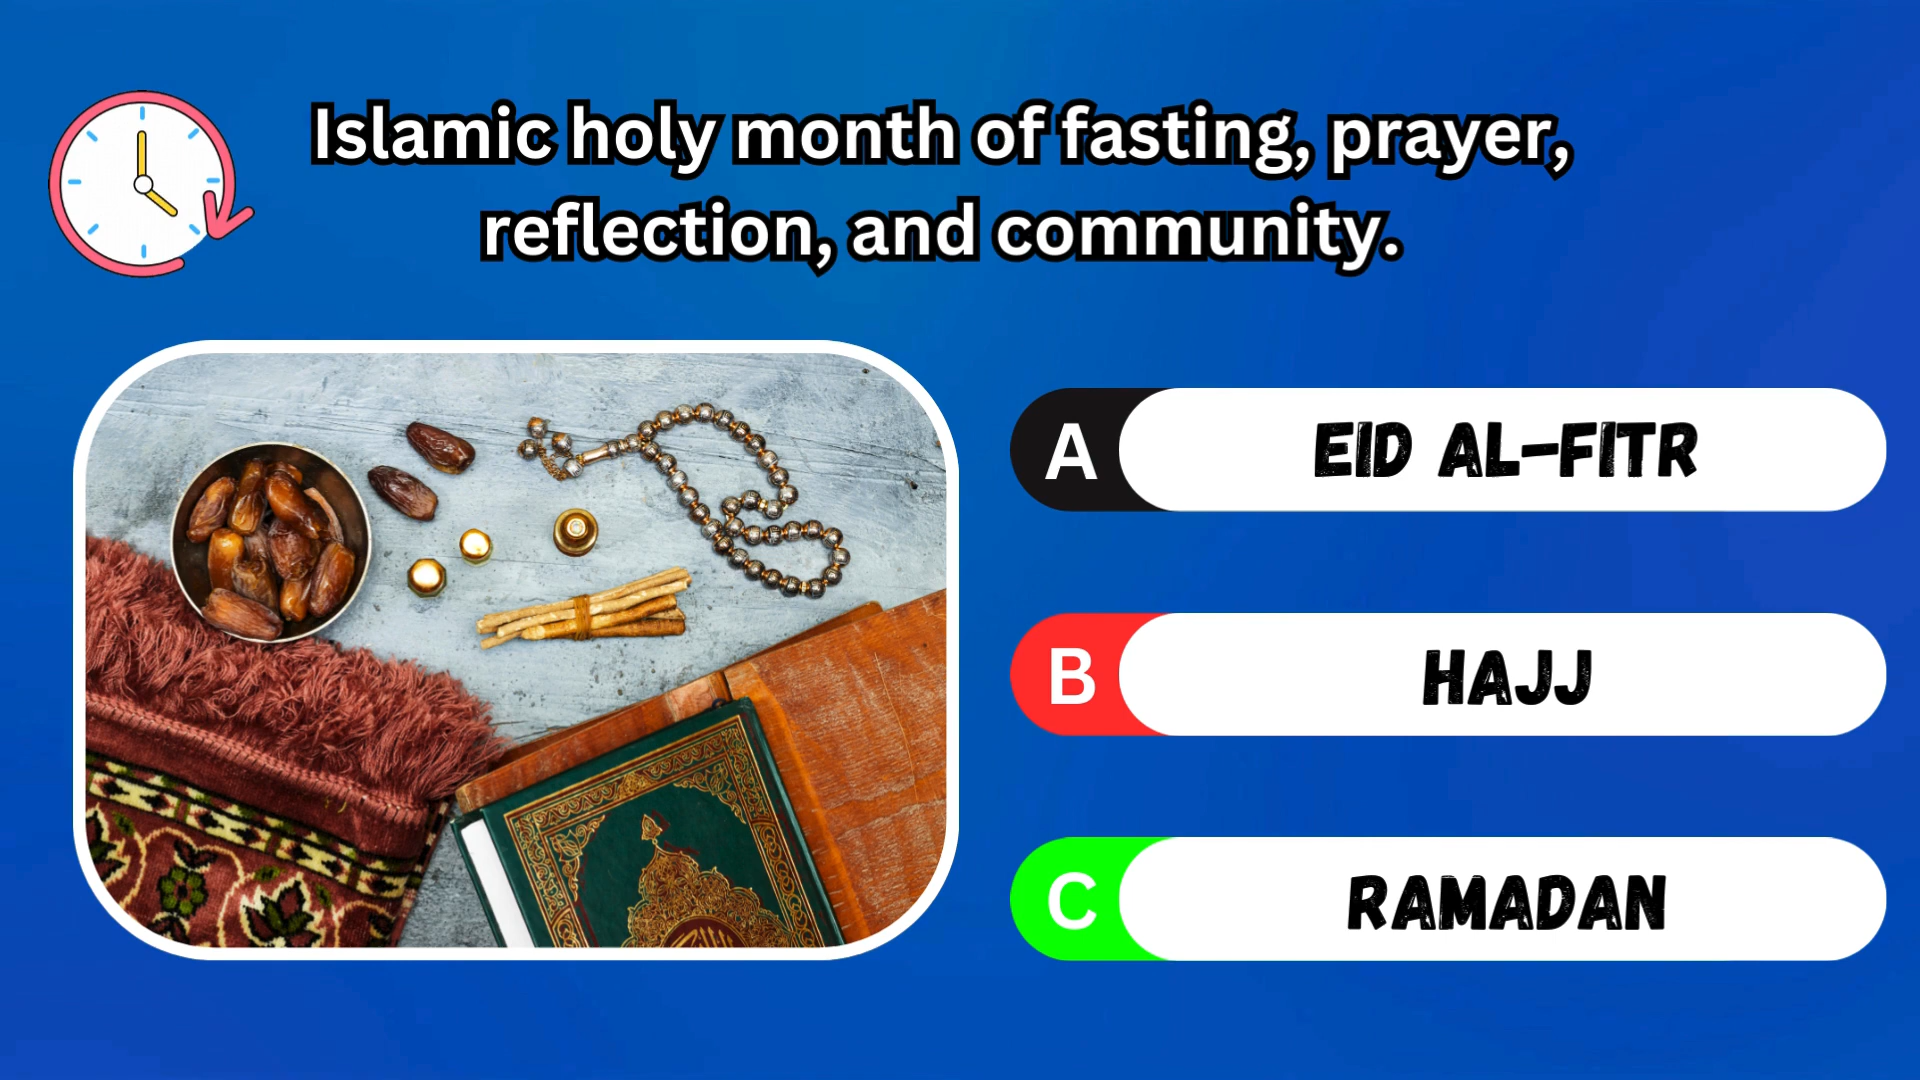 Islamic holy month of fasting, prayer,
reflection, and community.
A EID AL-FITR
B HAJJ
C RAMADAN